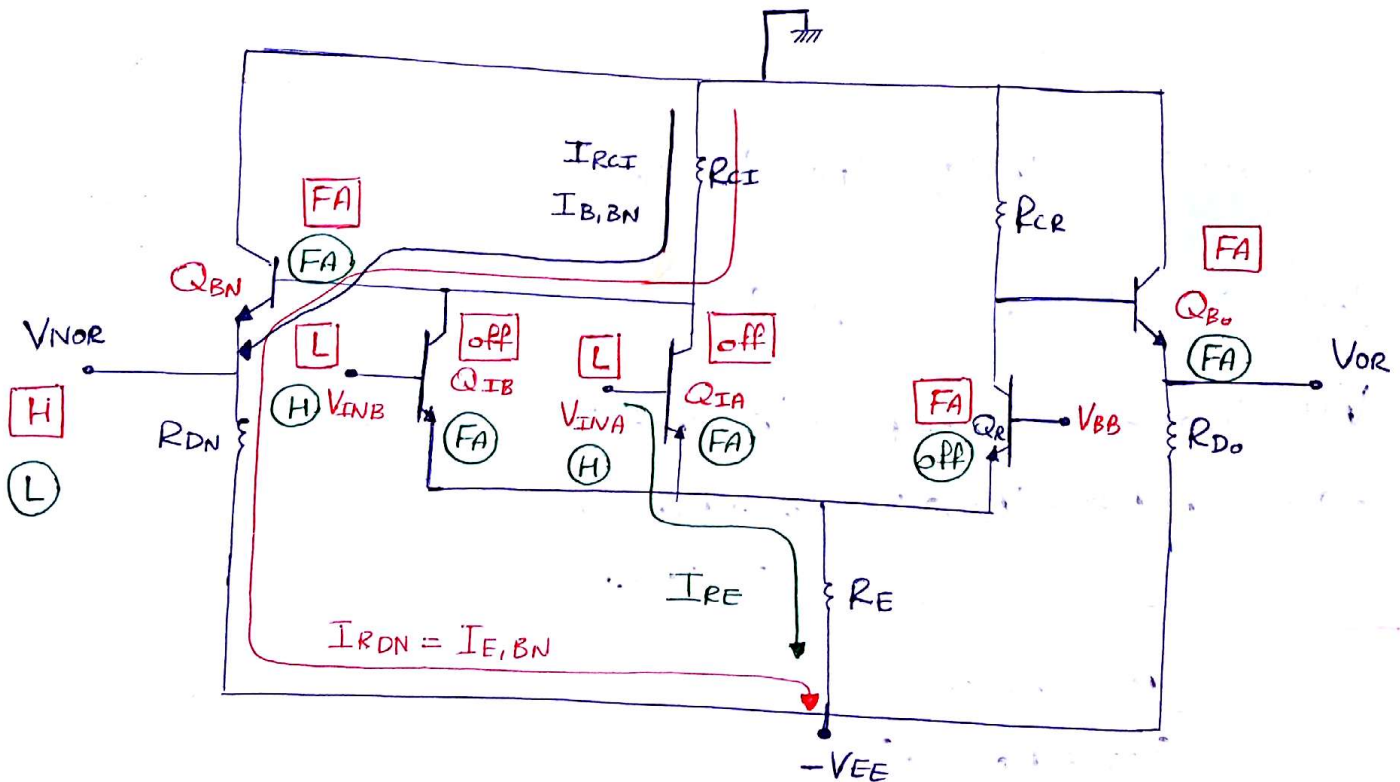 IRCI
IB,BN
RCI
RCR
FA
FA
QBN
FA
QBO
FA
VNOR
H
L
L
H
VINB
off
QIB
FA
L
VINA
H
off
QIA
FA
FA
off
QR
VBB
VOR
RDN
RDO
IRE
RE
IRDN = IE,BN
-VEE